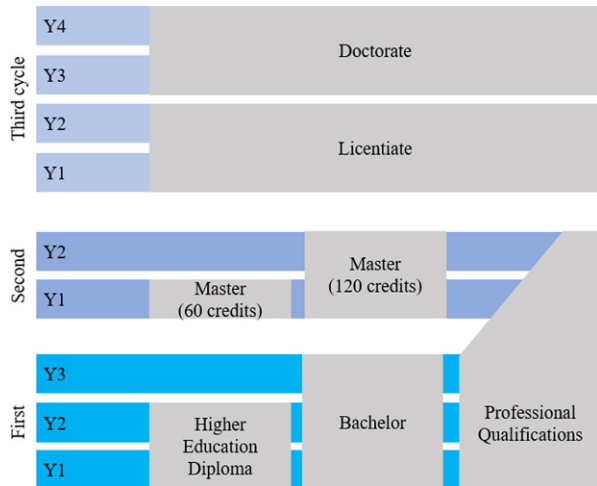 Third cycle
Y4
Y3
Doctorate
Y2
Y1
Licentiate
Second
Y2
Y1
Master
(60 credits)
Master
(120 credits)
First
Y3
Y2
Y1
Higher
Education
Diploma
Bachelor
Professional
Qualifications